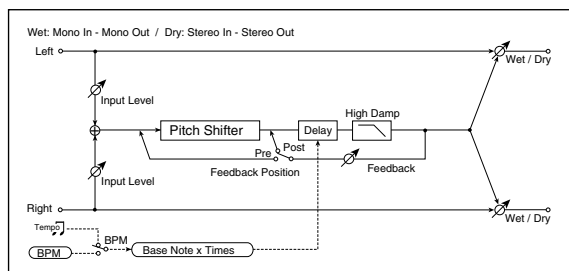 Wet: Mono In - Mono Out / Dry: Stereo In - Stereo Out
Left
Wet / Dry
Input Level
High Damp
Pitch Shifter
Delay
Post
Pre
Feedback Position
Feedback
Input Level
Right
Wet / Dry
Tempo
BPM
BPM
Base Note x Times